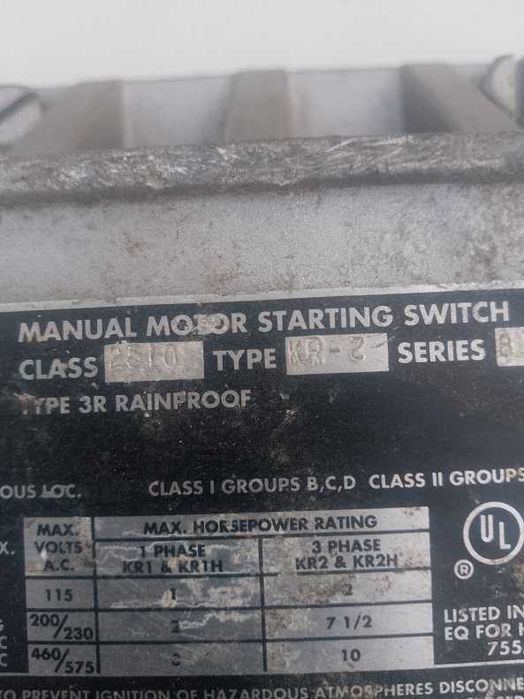 MANUAL MOTOR STARTING SWITCH
CLASS 2510 TYPE KR-2 SERIES B
TYPE 3R RAINPROOF
OUS LOC. CLASS I GROUPS B,C,D CLASS II GROUPS
MAX. VOLTS A.C. MAX. HORSEPOWER RATING
1 PHASE KR1 & KR1H 3 PHASE KR2 & KR2H
115 1 2
200/230 2 7 1/2
460/575 10
UL
®
LISTED IN
EQ FOR H
755
TO PREVENT IGNITION OF HAZARDOUS ATMOSPHERES DISCONNE